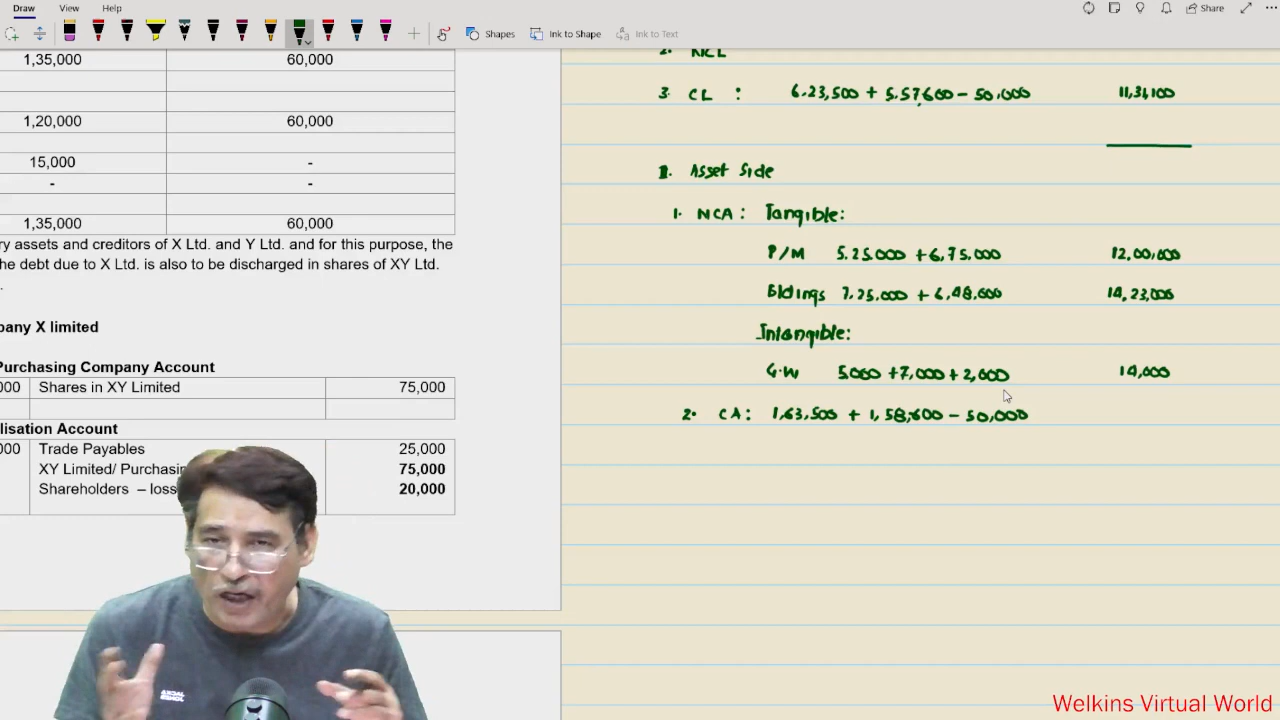 Draw View Help
Share
Shapes Ink to Shape Ink to Text
1,35,000 60,000
1,20,000 60,000
15,000 -
- -
1,35,000 60,000
ry assets and creditors of X Ltd. and Y Ltd. and for this purpose, the
he debt due to X Ltd. is also to be discharged in shares of XY Ltd.
.
pany X limited
Purchasing Company Account
000 Shares in XY Limited 75,000
lisation Account
000 Trade Payables 25,000
XY Limited/ Purchasin 75,000
Shareholders – loss 20,000
2. NCL
3. CL : 6,23,500 + 5,57,600 – 50,000 11,31,100
II. Asset Side
1. NCA : Tangible:
P/M 5,25,000 + 6,75,000 12,00,000
Bldings 7,25,000 + 6,98,000 14,23,000
Intangible:
G.W 5,000 + 7,000 + 2,000 14,000
2. CA : 1,63,500 + 1,58,600 – 50,000
Welkins Virtual World